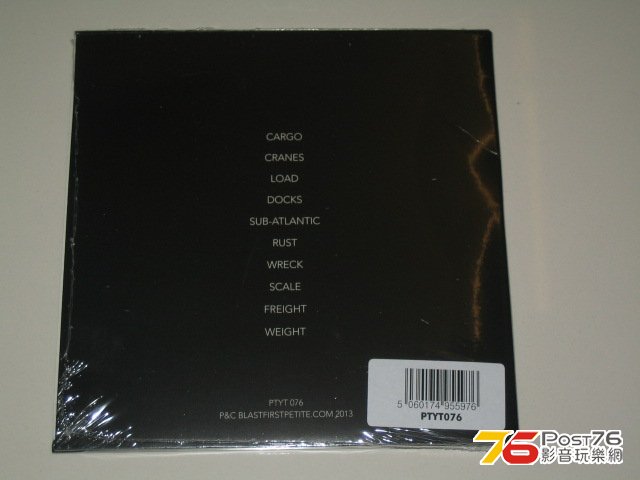 CARGO
CRANES
LOAD
DOCKS
SUB-ATLANTIC
RUST
WRECK
SCALE
FREIGHT
WEIGHT
PTYT 076
P&C BLASTFIRSTPETITE.COM 2013
5 060174 955976
PTYT076
76 POST76
影音玩樂網